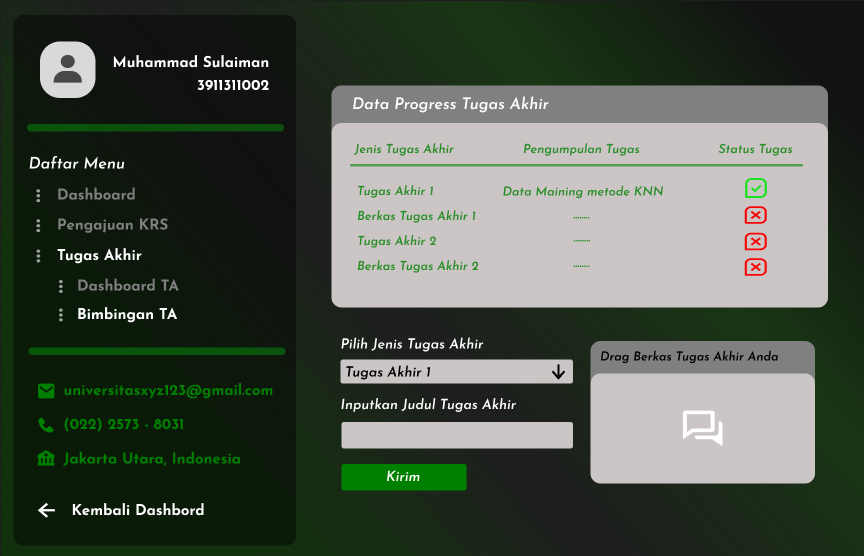 Muhammad Sulaiman
3911311002
Daftar Menu
Dashboard
Pengajuan KRS
Tugas Akhir
Dashboard TA
Bimbingan TA
universitasxyz123@gmail.com
(022) 2573 - 8031
Jakarta Utara, Indonesia
Kembali Dashbord
Data Progress Tugas Akhir
Jenis Tugas Akhir Pengumpulan Tugas Status Tugas
Tugas Akhir 1 Data Maining metode KNN
Berkas Tugas Akhir 1 ........
Tugas Akhir 2 ........
Berkas Tugas Akhir 2 ........
Pilih Jenis Tugas Akhir
Tugas Akhir 1
Inputkan Judul Tugas Akhir
Kirim
Drag Berkas Tugas Akhir Anda